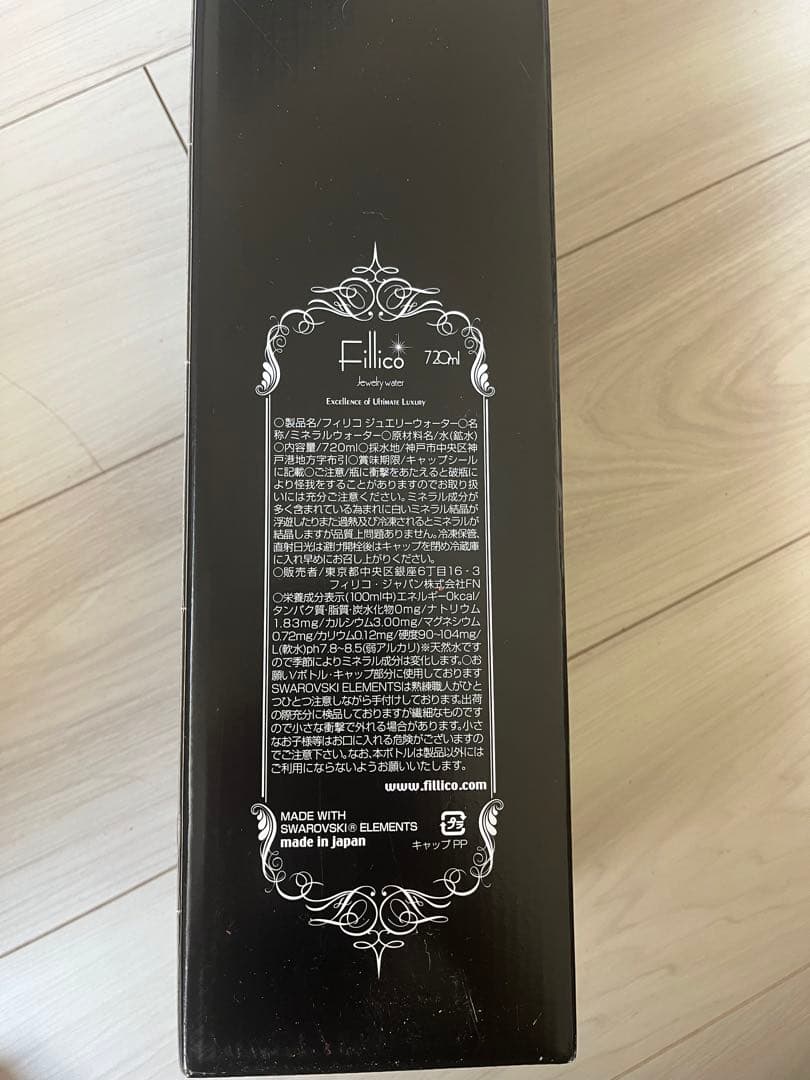 Fillico 720ml
Jewelry water
Excellence of Ultimate Luxury
○製品名/フィリコ ジュエリーウォーター○名
称/ミネラルウォーター○原材料名/水(鉱水)
○内容量/720ml○採水地/神戸市中央区神
戸港地方字布引○賞味期限/キャップシール
に記載○ご注意/瓶に衝撃をあたえると破瓶に
より怪我をすることがありますのでお取り扱
いには充分ご注意ください。ミネラル成分が
多く含まれている為まれに白いミネラル結晶が
浮遊したりまた過熱及び冷凍されるとミネラルが
結晶しますが品質上問題ありません。冷凍保管、
直射日光は避け開栓後はキャップを閉め冷蔵庫
に入れ早めにお召し上がりください。
○販売者/東京都中央区銀座6丁目16-3
フィリコ・ジャパン株式会社FN
○栄養成分表示(100ml中)エネルギー0kcal/
タンパク質・脂質・炭水化物0mg/ナトリウム
1.83mg/カルシウム3.00mg/マグネシウム
0.72mg/カリウム0.12mg/硬度90〜104mg/
L(軟水)ph7.8〜8.5(弱アルカリ)※天然水です
ので季節によりミネラル成分は変化します。○お
願い/ボトル・キャップ部分に使用しております
SWAROVSKI ELEMENTSは熟練職人がひと
つひとつ注意しながら手付けしております。出荷
の際充分に検品しておりますが繊細なものです
ので小さな衝撃で外れる場合があります。小さ
なお子様等はお口に入れる危険がございますの
でご注意下さい。なお、本ボトルは製品以外には
ご利用にならないようお願いいたします。
www.fillico.com
MADE WITH
SWAROVSKI® ELEMENTS
made in japan
プラ
キャップ PP